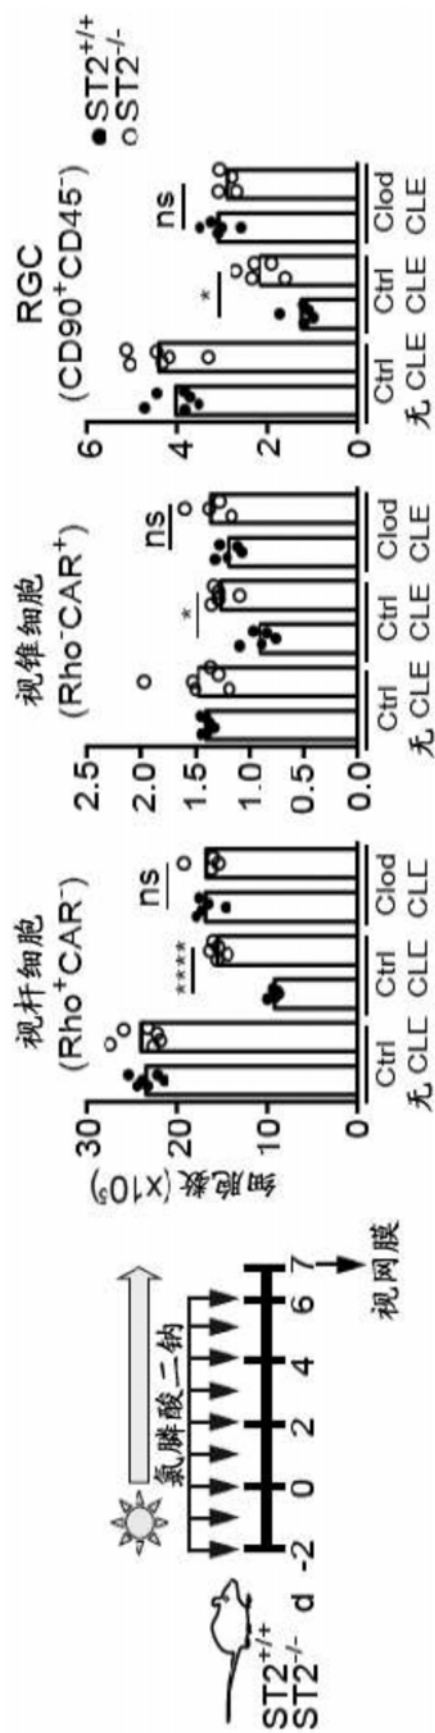 ST2+/+
ST2-/-
d -2 0 2 4 6 7
氯膦酸二钠
视网膜
细胞数 (x10⁵)
视杆细胞
(Rho⁺CAR⁻)
30
20
10
0
****
ns
Ctrl Ctrl Clod
无 CLE CLE CLE
视锥细胞
(Rho⁻CAR⁺)
2.5
2.0
1.5
1.0
0.5
0.0
*
ns
Ctrl Ctrl Clod
无 CLE CLE CLE
RGC
(CD90⁺CD45⁻)
6
4
2
0
*
ns
Ctrl Ctrl Clod
无 CLE CLE CLE
ST2+/+
ST2-/-